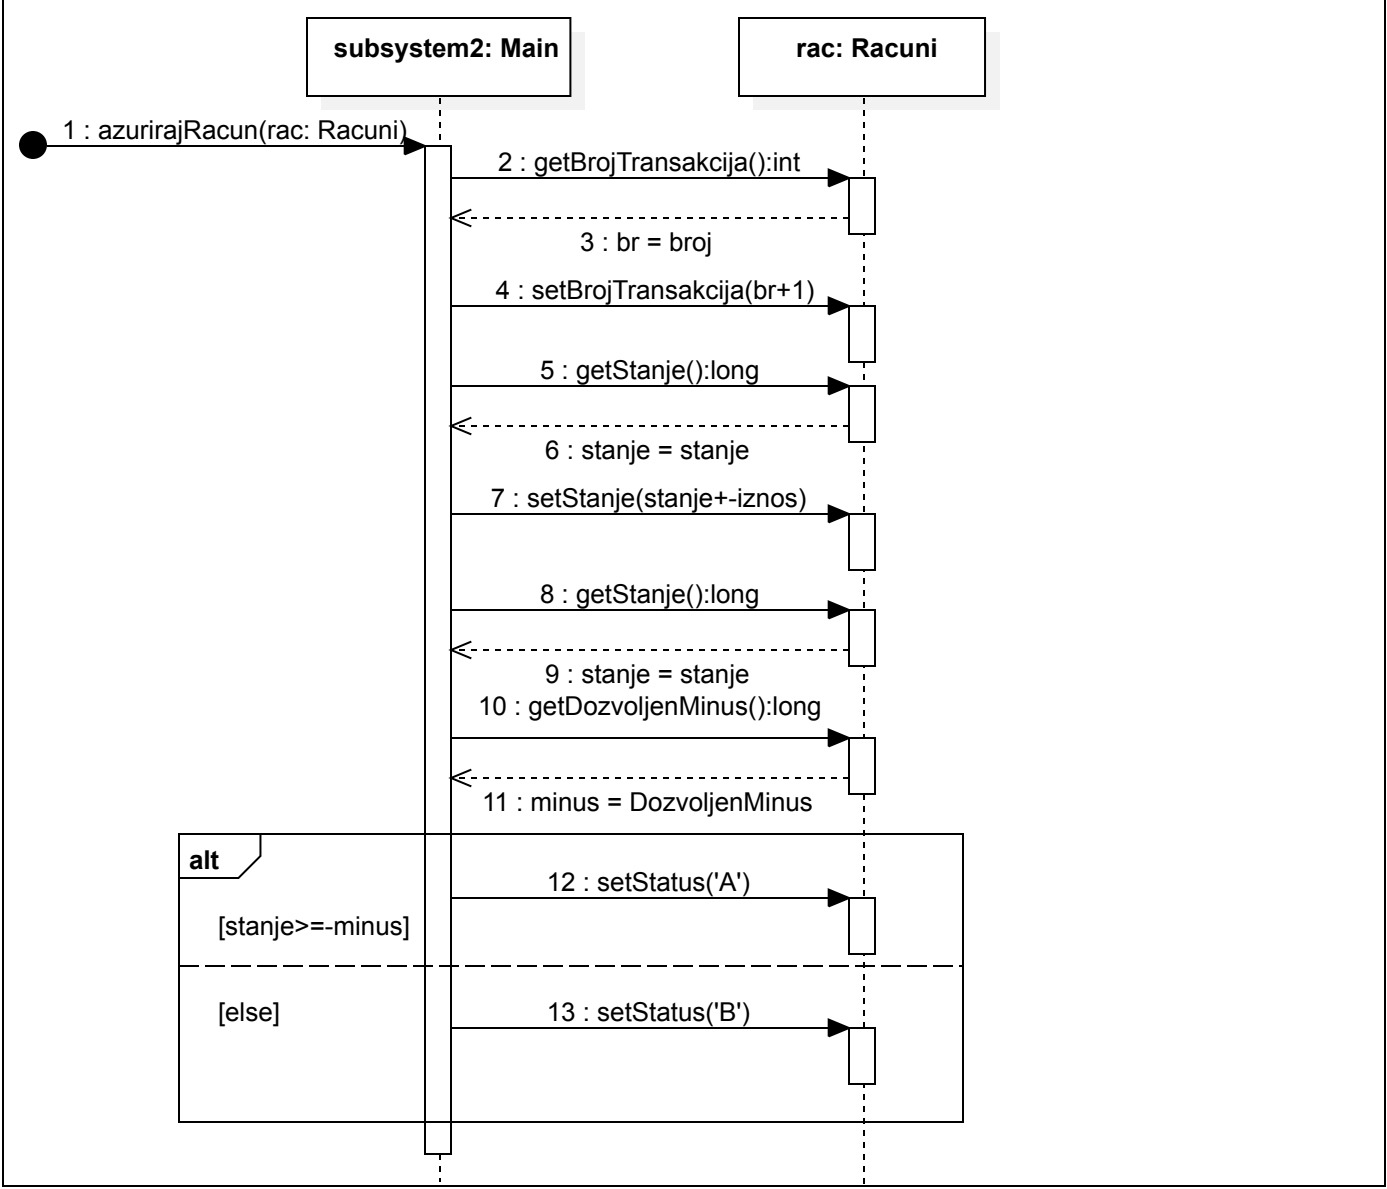 subsystem2: Main
rac: Racuni
1 : azurirajRacun(rac: Racuni)
2 : getBrojTransakcija():int
3 : br = broj
4 : setBrojTransakcija(br+1)
5 : getStanje():long
6 : stanje = stanje
7 : setStanje(stanje+-iznos)
8 : getStanje():long
9 : stanje = stanje
10 : getDozvoljenMinus():long
11 : minus = DozvoljenMinus
alt
12 : setStatus('A')
[stanje>=-minus]
[else]
13 : setStatus('B')